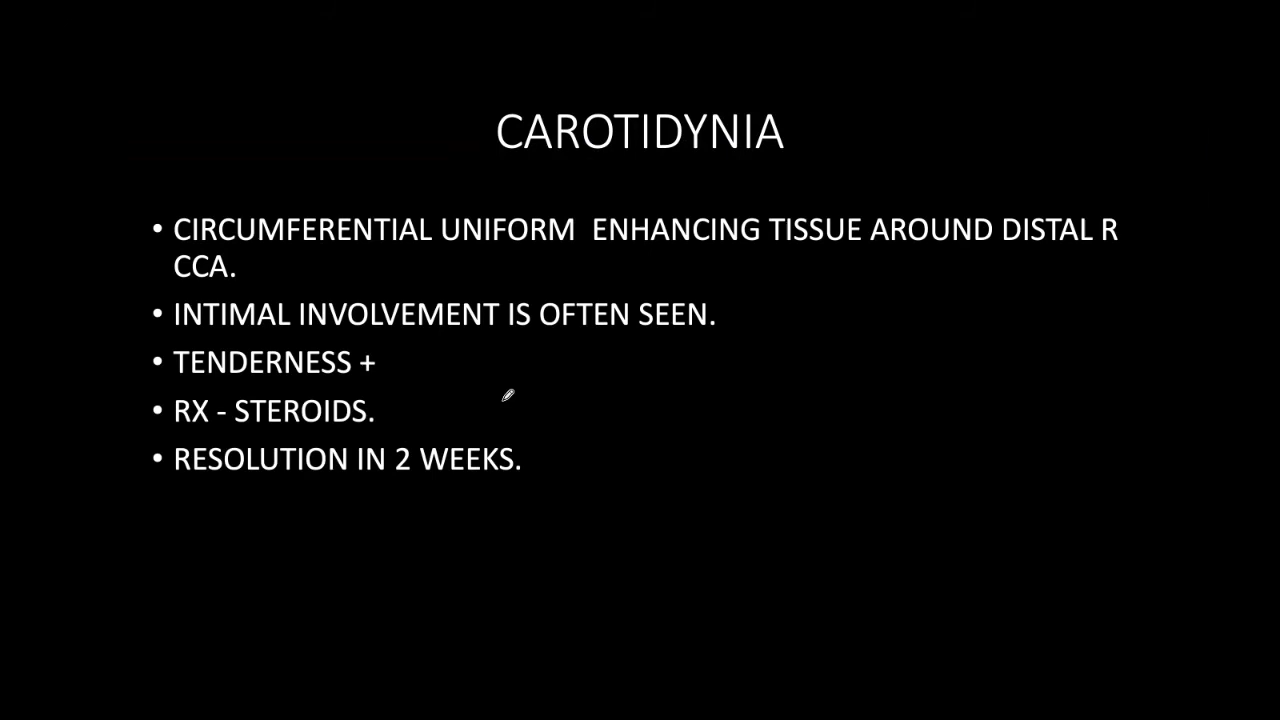 CAROTIDYNIA
• CIRCUMFERENTIAL UNIFORM  ENHANCING TISSUE AROUND DISTAL R
CCA.
• INTIMAL INVOLVEMENT IS OFTEN SEEN.
• TENDERNESS +
• RX - STEROIDS.
• RESOLUTION IN 2 WEEKS.